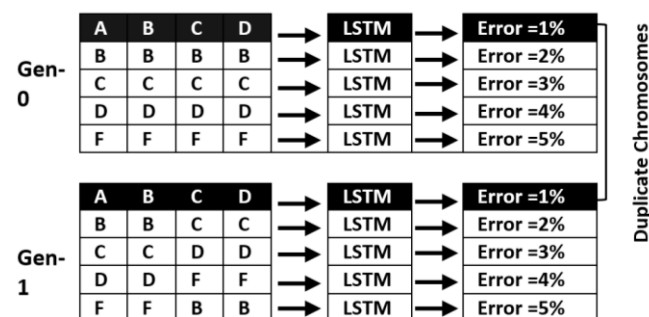 A B C D LSTM Error =1%
B B B B LSTM Error =2%
Gen-0
C C C C LSTM Error =3%
D D D D LSTM Error =4%
F F F F LSTM Error =5%
Duplicate Chromosomes
A B C D LSTM Error =1%
B B C C LSTM Error =2%
Gen-1
C C D D LSTM Error =3%
D D F F LSTM Error =4%
F F B B LSTM Error =5%